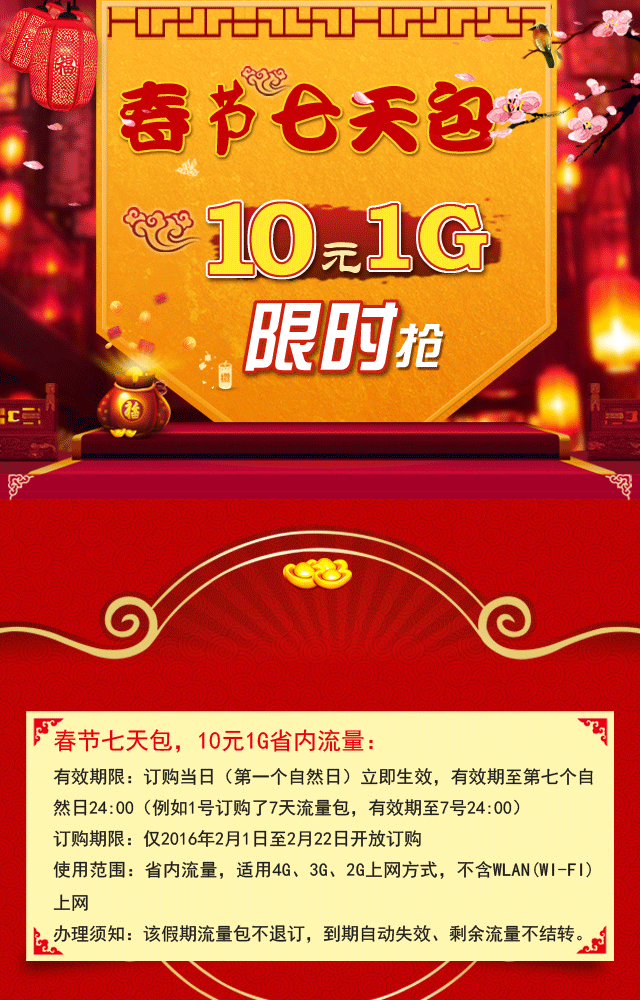 福
春节七天包
10元1G
限时抢
福
春节七天包，10元1G省内流量：
有效期限：订购当日（第一个自然日）立即生效，有效期至第七个自
然日24:00（例如1号订购了7天流量包，有效期至7号24:00）
订购期限：仅2016年2月1日至2月22日开放订购
使用范围：省内流量，适用4G、3G、2G上网方式，不含WLAN(WI-FI)
上网
办理须知：该假期流量包不退订，到期自动失效、剩余流量不结转。